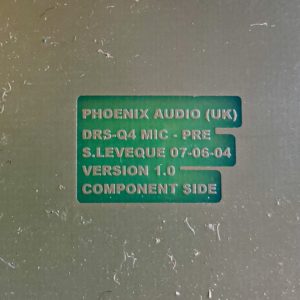 PHOENIX AUDIO (UK)
DRS-Q4 MIC - PRE
S.LEVEQUE 07-06-04
VERSION 1.0
COMPONENT SIDE